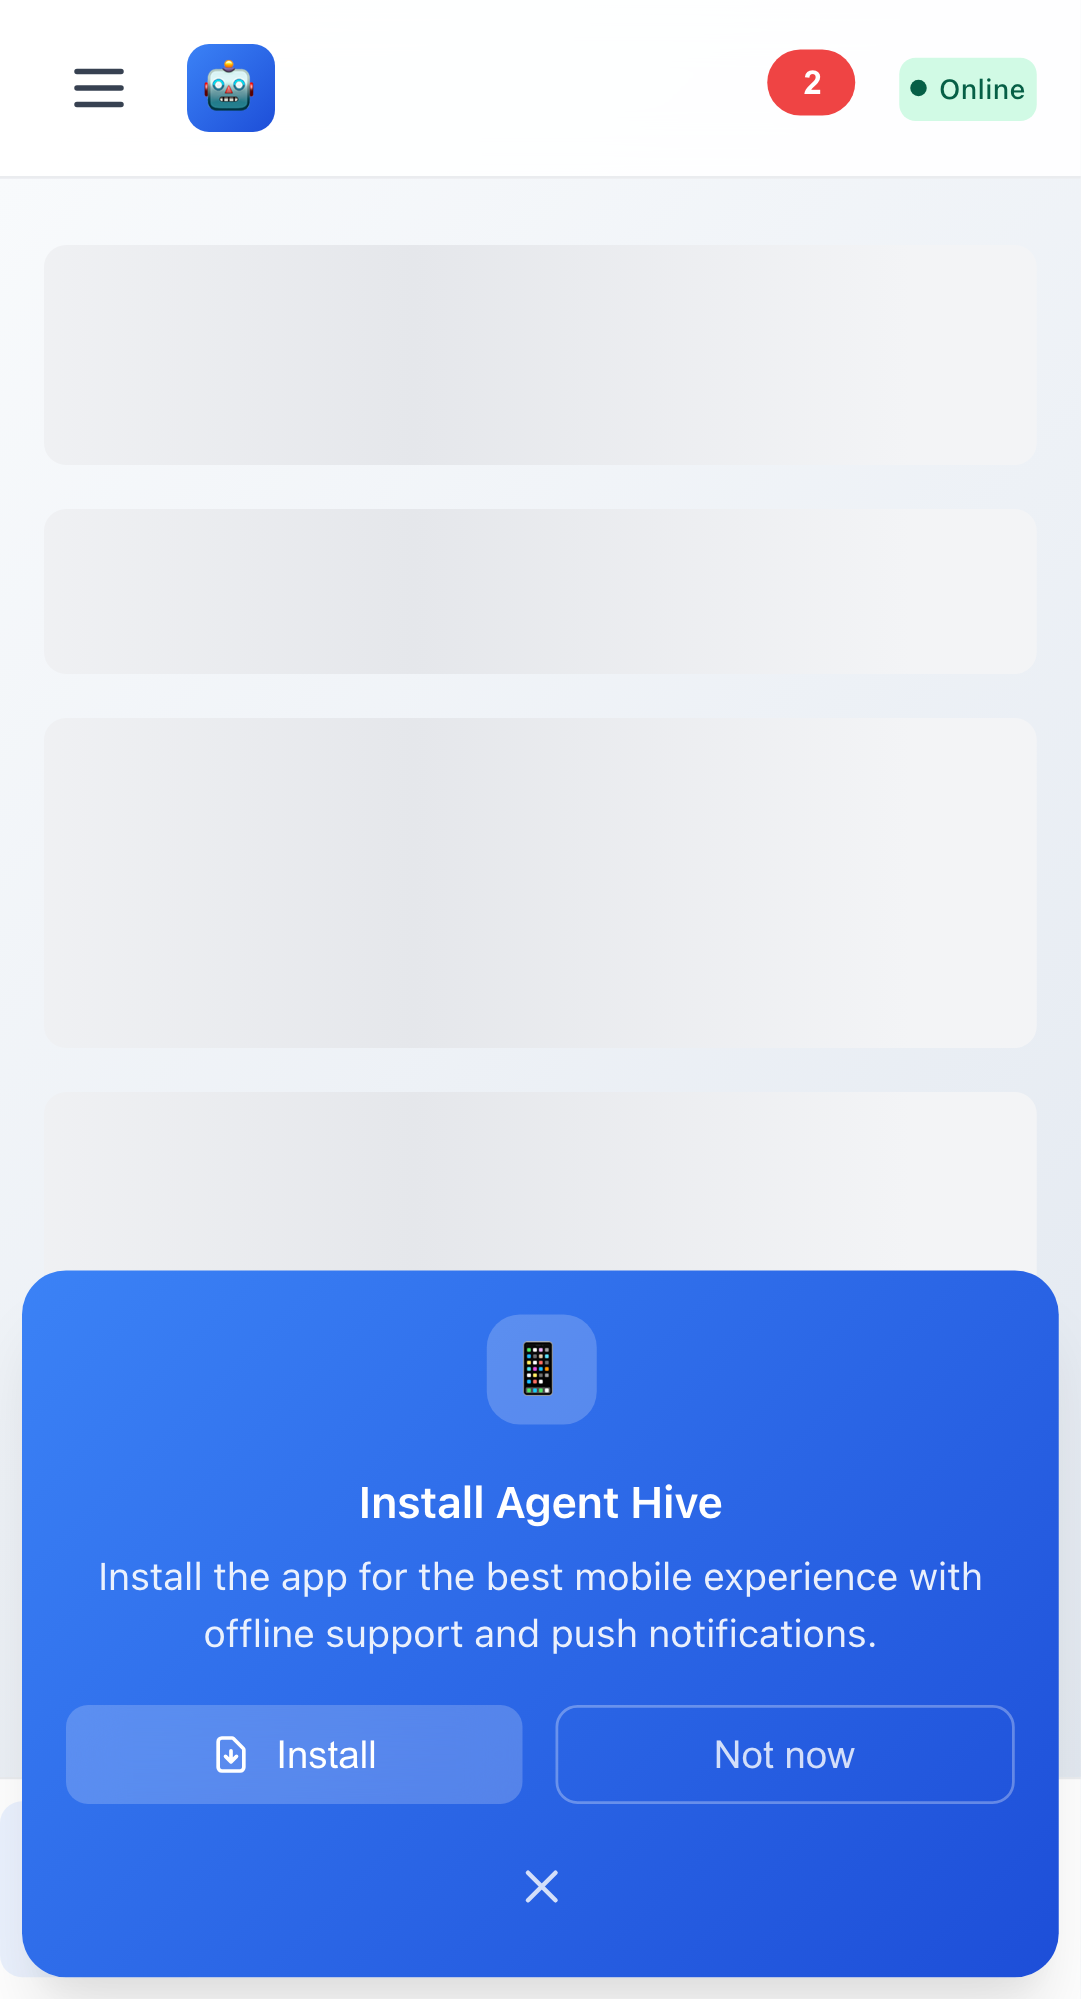 2
Online
Install Agent Hive
Install the app for the best mobile experience with
offline support and push notifications.
Install
Not now